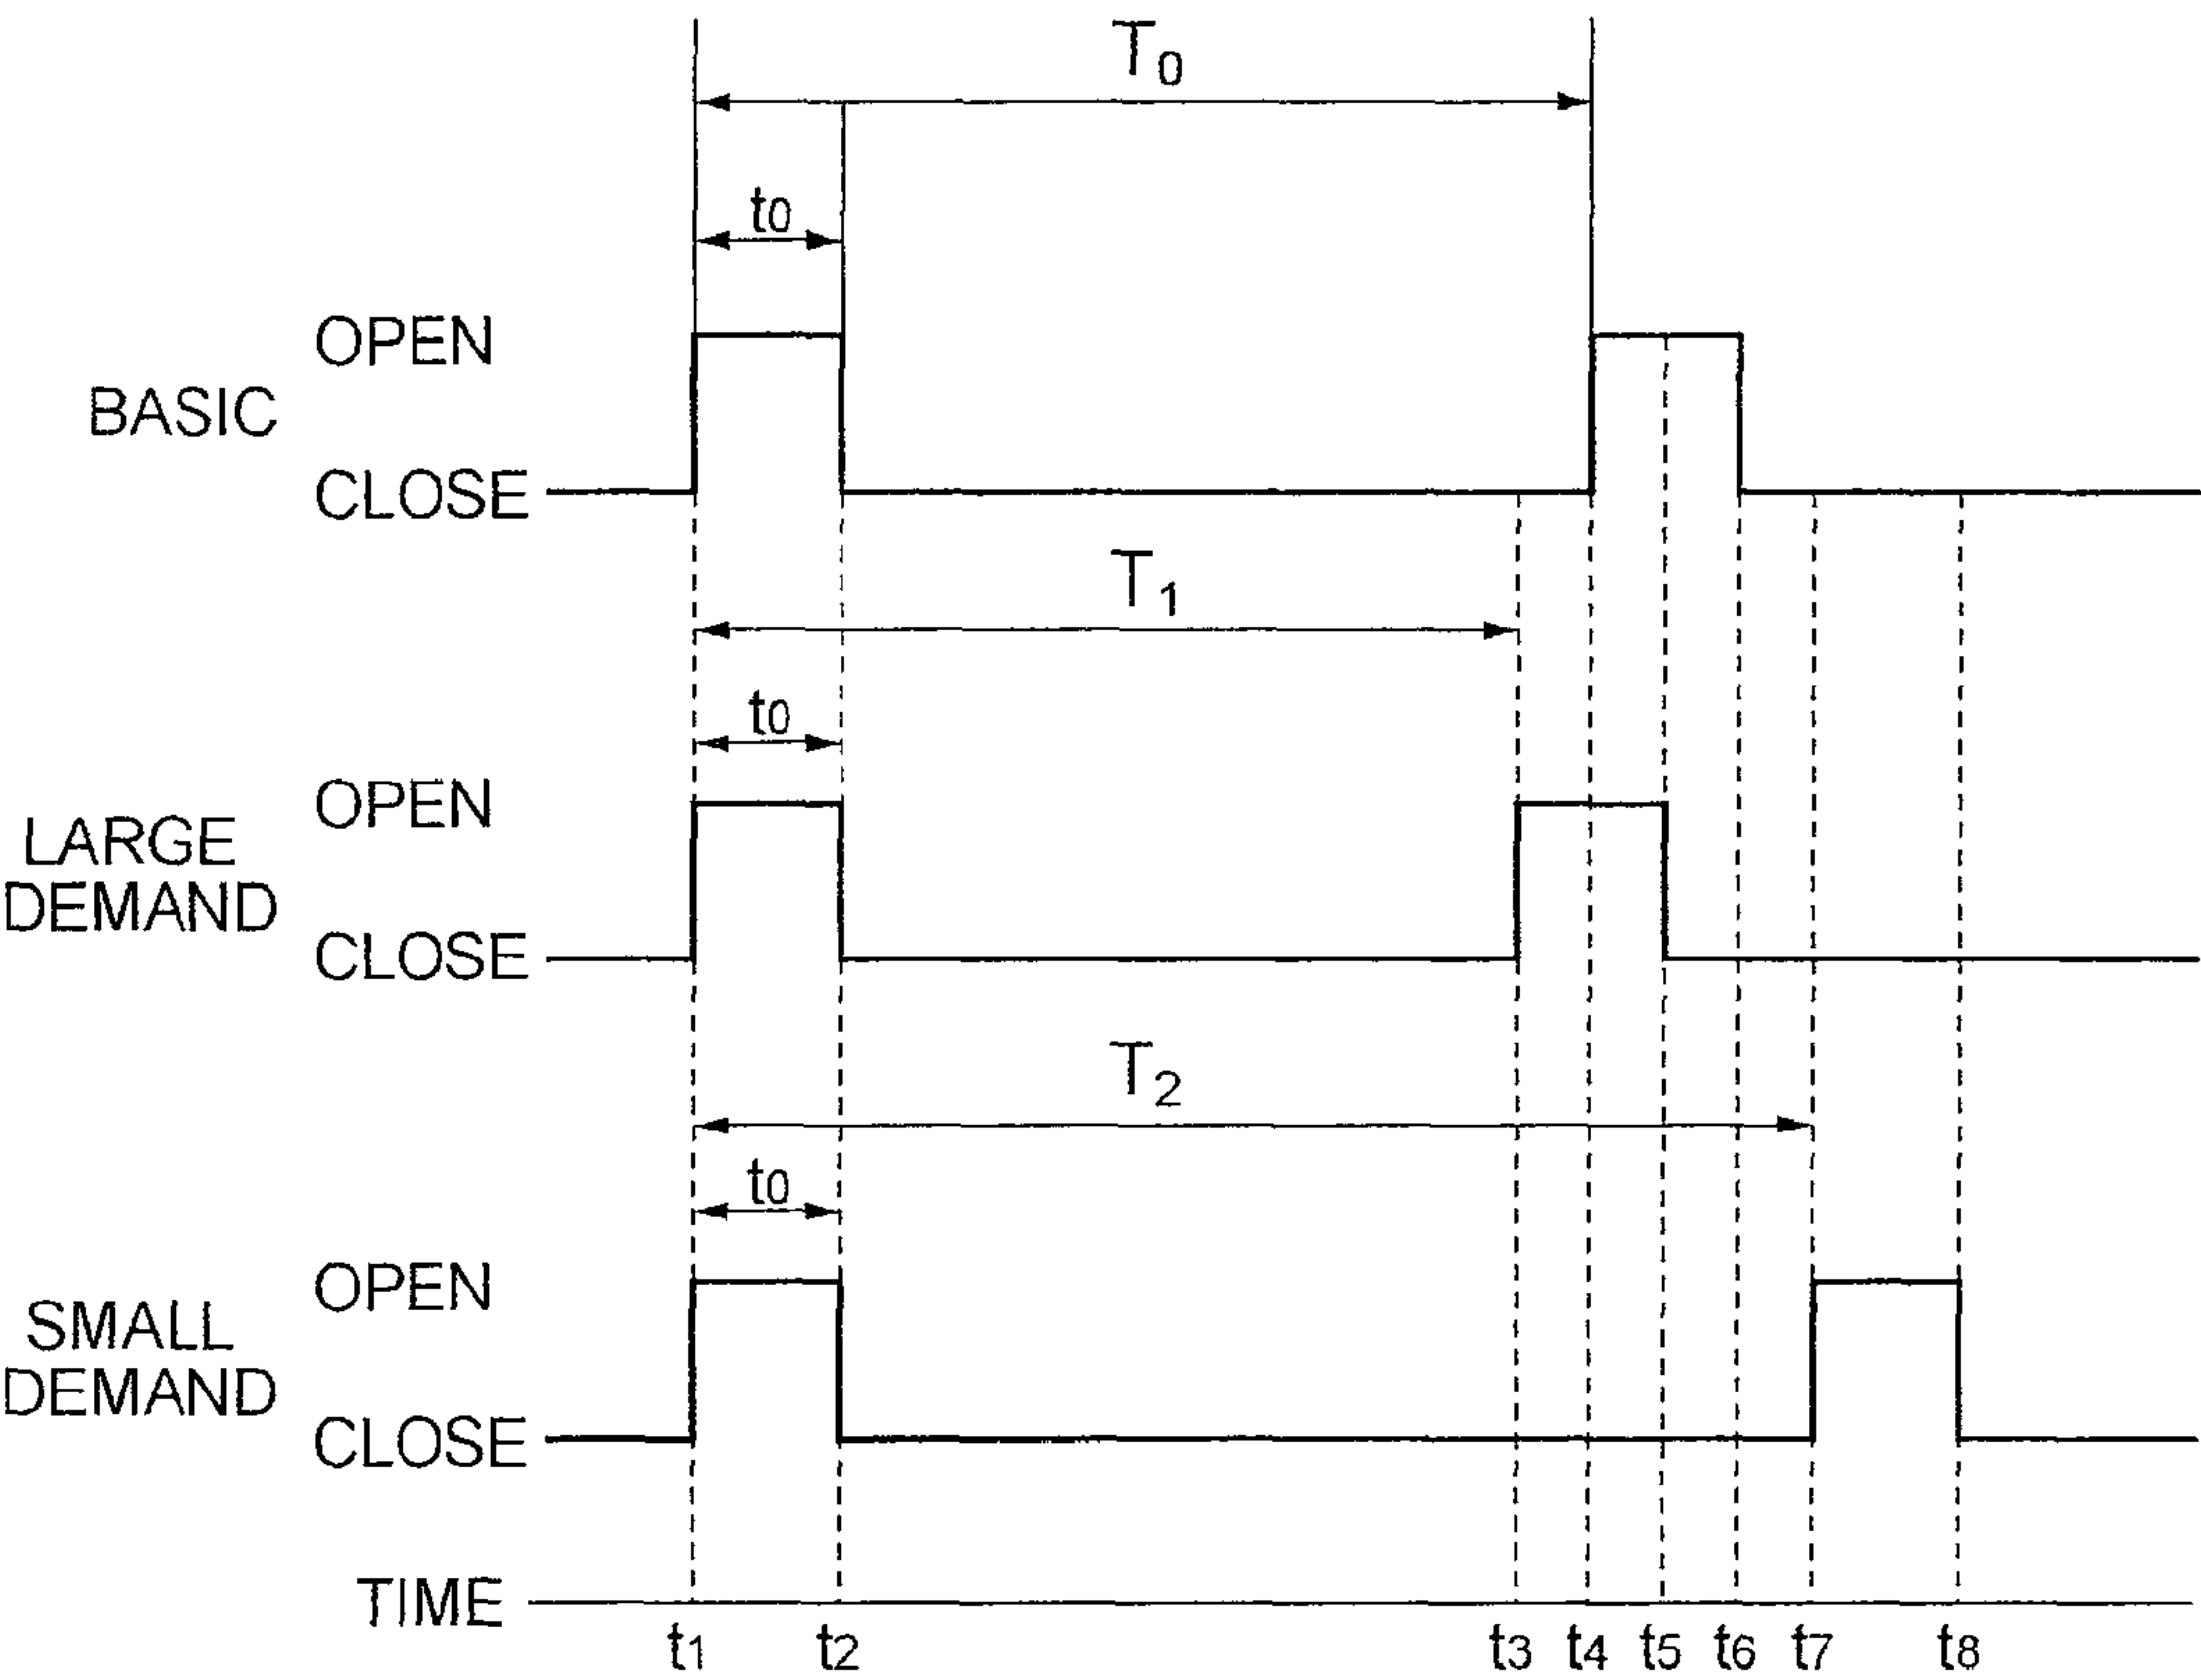 T0
t0
OPEN
BASIC
CLOSE
T1
t0
OPEN
LARGE
DEMAND
CLOSE
T2
t0
OPEN
SMALL
DEMAND
CLOSE
TIME
t1 t2 t3 t4 t5 t6 t7 t8